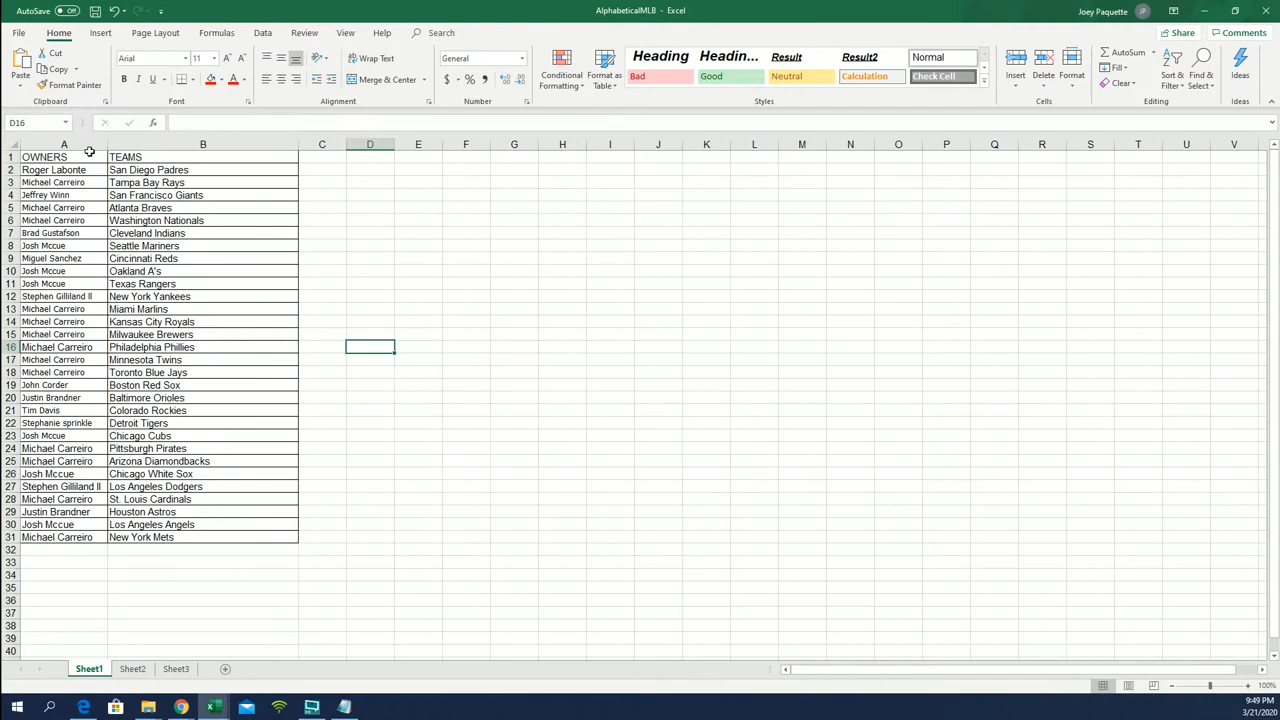 AutoSave Off AlphabeticalMLB - Excel Joey Paquette JF
File Home Insert Page Layout Formulas Data Review View Help Search Share Comments
Paste Cut Copy Format Painter Clipboard
Arial 11 B I U A Font
Wrap Text Merge & Center Alignment
General $ % , Number
Conditional Formatting Format as Table
Heading Headin... Result Result2 Normal
Bad Good Neutral Calculation Check Cell
Styles
Insert Delete Format Cells
AutoSum Fill Clear Sort & Filter Find & Select Editing
Ideas Ideas
D16 fx
A B C D E F G H I J K L M N O P Q R S T U V
1 OWNERS TEAMS
2 Roger Labonte San Diego Padres
3 Michael Carreiro Tampa Bay Rays
4 Jeffrey Winn San Francisco Giants
5 Michael Carreiro Atlanta Braves
6 Michael Carreiro Washington Nationals
7 Brad Gustafson Cleveland Indians
8 Josh Mccue Seattle Mariners
9 Miguel Sanchez Cincinnati Reds
10 Josh Mccue Oakland A's
11 Josh Mccue Texas Rangers
12 Stephen Gilliland ll New York Yankees
13 Michael Carreiro Miami Marlins
14 Michael Carreiro Kansas City Royals
15 Michael Carreiro Milwaukee Brewers
16 Michael Carreiro Philadelphia Phillies
17 Michael Carreiro Minnesota Twins
18 Michael Carreiro Toronto Blue Jays
19 John Corder Boston Red Sox
20 Justin Brandner Baltimore Orioles
21 Tim Davis Colorado Rockies
22 Stephanie sprinkle Detroit Tigers
23 Josh Mccue Chicago Cubs
24 Michael Carreiro Pittsburgh Pirates
25 Michael Carreiro Arizona Diamondbacks
26 Josh Mccue Chicago White Sox
27 Stephen Gilliland ll Los Angeles Dodgers
28 Michael Carreiro St. Louis Cardinals
29 Justin Brandner Houston Astros
30 Josh Mccue Los Angeles Angels
31 Michael Carreiro New York Mets
32
33
34
35
36
37
38
39
40
Sheet1 Sheet2 Sheet3
100%
9:49 PM
3/21/2020